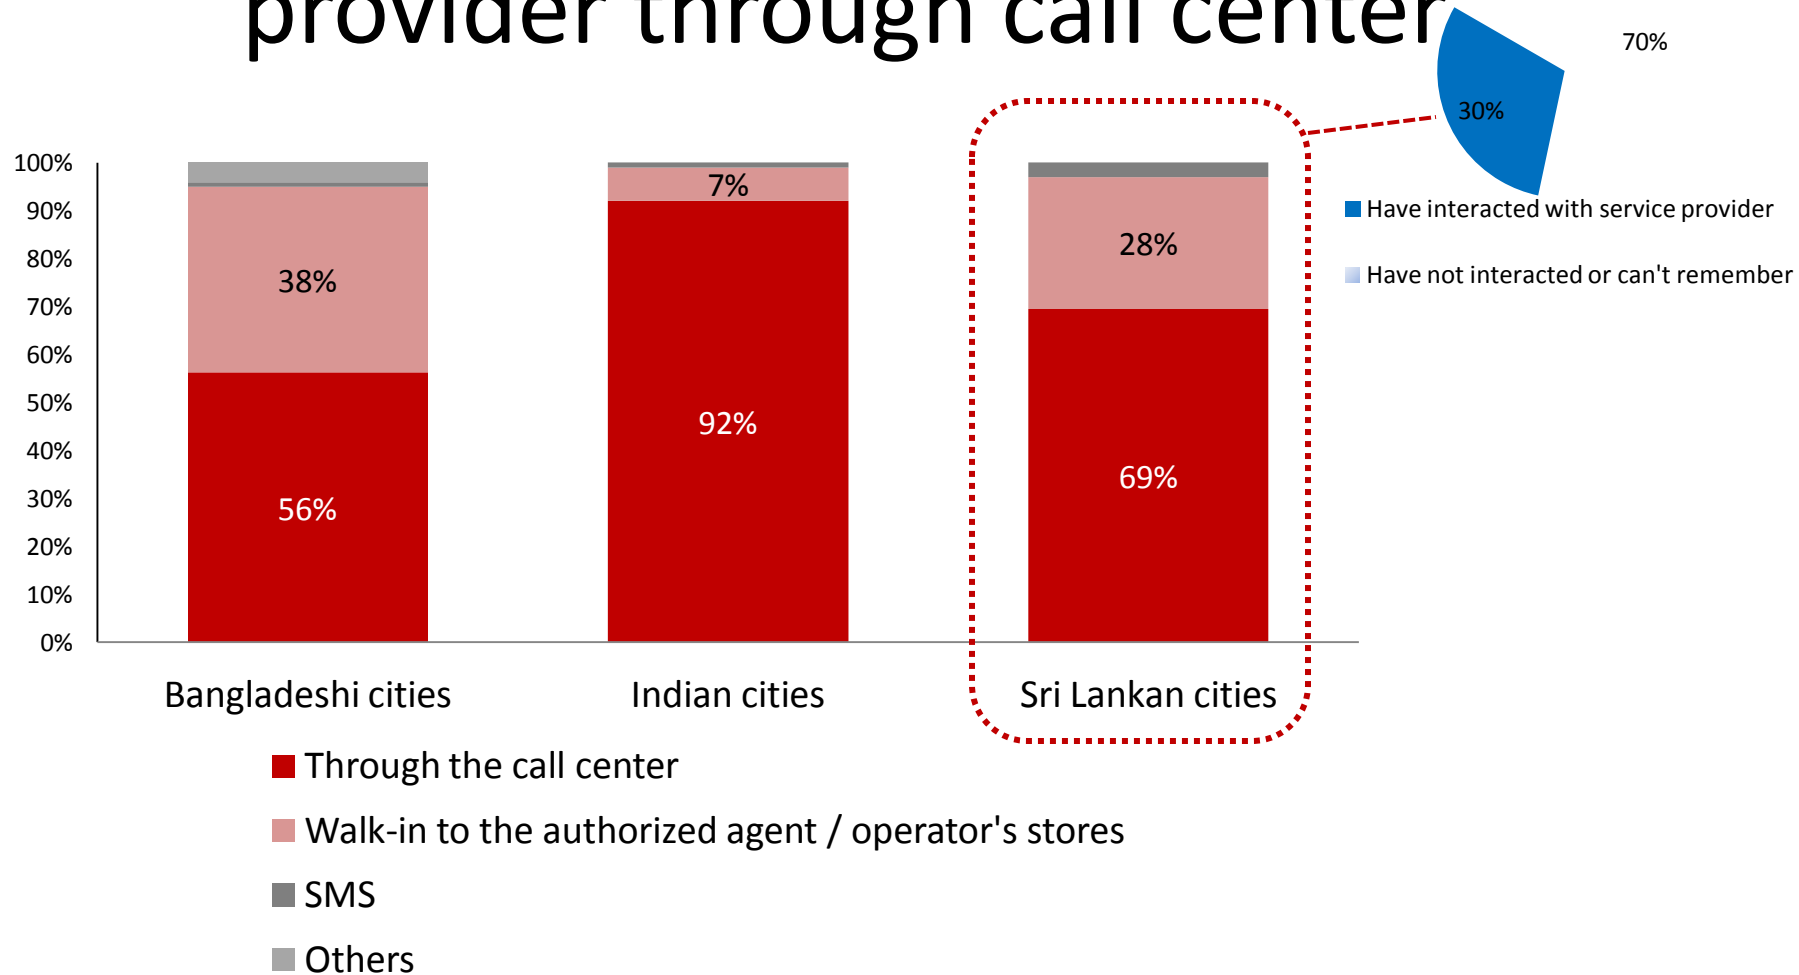 provider through call center
70%
30%
Have interacted with service provider
Have not interacted or can't remember
100%
90%
80%
70%
60%
50%
40%
30%
20%
10%
0%
38%
56%
7%
92%
28%
69%
Bangladeshi cities
Indian cities
Sri Lankan cities
Through the call center
Walk-in to the authorized agent / operator's stores
SMS
Others